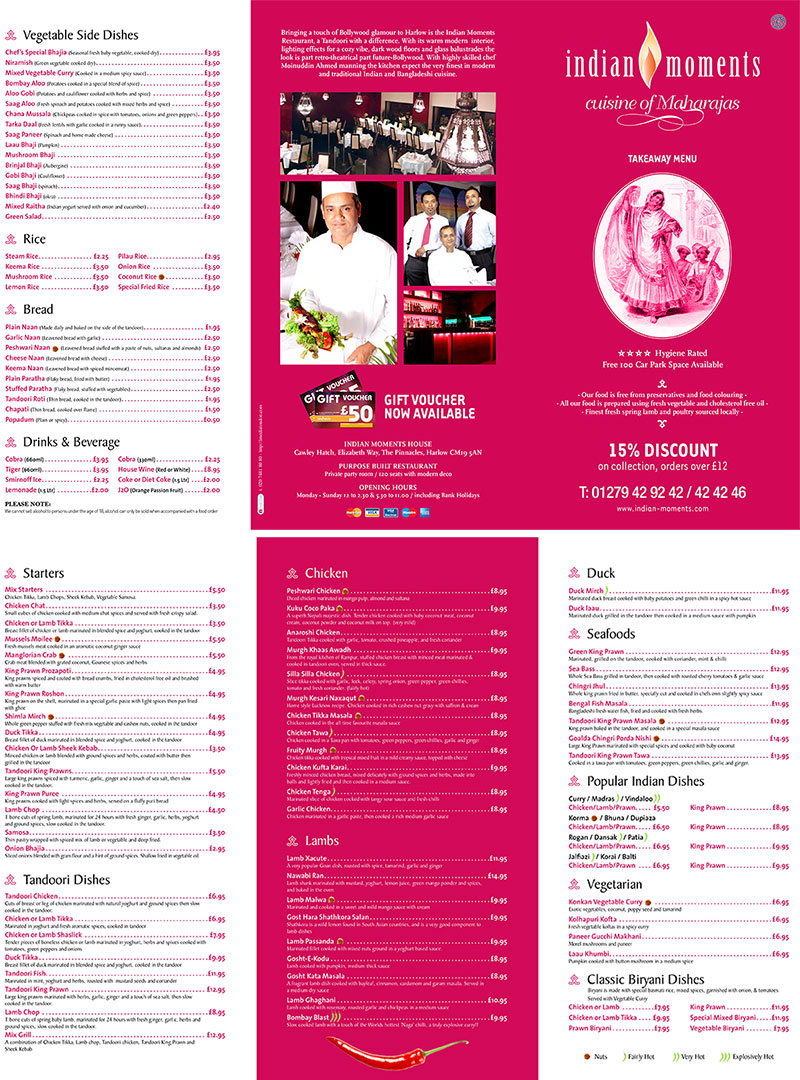 Vegetable Side Dishes
Chef's Special Bhajia (Seasonal fresh baby vegetable, cooked dry) £3.95
Niramish (Green vegetable cooked dry) £3.50
Mixed Vegetable Curry (Cooked in a medium spicy sauce) £3.50
Bombay Aloo (Potatoes cooked in a special blend of spice) £3.50
Aloo Gobi (Potatoes and cauliflower cooked with herbs and spice) £3.50
Saag Aloo (Fresh spinach and potatoes cooked with mixed herbs and spice) £3.50
Chana Mussala (Chickpeas cooked in spice with tomatoes, onions and green peppers) £3.50
Tarka Daal (Fresh lentils with garlic cooked in a runny sauce) £3.50
Saag Paneer (Spinach and home made cheese) £3.50
Laau Bhaji (Pumpkin) £3.50
Mushroom Bhaji £3.50
Brinjal Bhaji (Aubergine) £3.50
Gobi Bhaji (Cauliflower) £3.50
Saag Bhaji (spinach) £3.50
Bhindi Bhaji (okra) £3.50
Mixed Raitha (Indian yogurt served with onion and cucumber) £2.40
Green Salad £2.50
Rice
Steam Rice £2.25 Pilau Rice £2.95
Keema Rice £3.50 Onion Rice £3.50
Mushroom Rice £3.50 Coconut Rice £3.50
Lemon Rice £3.50 Special Fried Rice £3.50
Bread
Plain Naan (Made daily and baked on the side of the tandoor) £1.95
Garlic Naan (Leavened bread with garlic) £2.50
Peshwari Naan (Leavened bread stuffed with a paste of nuts, sultanas and almonds) £2.50
Cheese Naan (Leavened bread with cheese) £2.50
Keema Naan (Leavened bread with spiced mincemeat) £2.50
Plain Paratha (Flaky bread, fried with butter) £1.95
Stuffed Paratha (Flaky bread, stuffed with vegetables) £2.50
Tandoori Roti (Thin bread, cooked in the tandoor) £1.95
Chapati (Thin bread, cooked over flame) £1.50
Popadum (Plain or spicy) £0.50
Drinks & Beverage
Cobra (660ml) £3.95 Cobra (330ml) £2.25
Tiger (660ml) £3.95 House Wine (Red or White) £8.95
Smirnoff Ice £2.25 Coke or Diet Coke (1.5 Ltr) £2.00
Lemonade (1.5 Ltr) £2.00 J2O (Orange Passion Fruit) £2.00
PLEASE NOTE:
We cannot sell alcohol to persons under the age of 18, alcohol can only be sold when accompanied with a food order
Bringing a touch of Bollywood glamour to Harlow is the Indian Moments
Restaurant, a Tandoori with a difference. With its warm modern interior,
lighting effects for a cozy vibe, dark wood floors and glass balustrades the
look is part retro-theatrical part future-Bollywood. With highly skilled chef
Moinuddin Ahmed manning the kitchen expect the very finest in modern
and traditional Indian and Bangladeshi cuisine.
GIFT VOUCHER
GIFT VOUCHER
£50
GIFT VOUCHER
NOW AVAILABLE
INDIAN MOMENTS HOUSE
Cawley Hatch, Elizabeth Way, The Pinnacles, Harlow CM19 5AN
PURPOSE BUILT RESTAURANT
Private party room / 120 seats with modern deco
OPENING HOURS
Monday - Sunday 12 to 2.30 & 5.30 to 11.00 / including Bank Holidays
indian moments
cuisine of Maharajas
TAKEAWAY MENU
Hygiene Rated
Free 100 Car Park Space Available
- Our food is free from preservatives and food colouring -
- All our food is prepared using fresh vegetable and cholesterol free oil -
- Finest fresh spring lamb and poultry sourced locally -
15% DISCOUNT
on collection, orders over £12
T: 01279 42 92 42 / 42 42 46
www.indian-moments.com
Starters
Mix Starters £5.50
Chicken Tikka, Lamb Chops, Sheek Kebab, Vegetable Samosa
Chicken Chat £3.50
Small cubes of chicken cooked with medium chat spices and served with fresh crispy salad.
Chicken or Lamb Tikka £3.50
Breast fillet of chicken or lamb marinated in blended spice and yoghurt, cooked in the tandoor
Mussels Moilee £5.50
Fresh mussels meat cooked in an aromatic coconut ginger sauce
Manglorian Crab £5.50
Crab meat blended with grated coconut, Goanese spices and herbs
King Prawn Prozapoti £4.95
King prawn spiced and coated with bread crumbs, fried in cholesterol free oil and brushed
with warm butter
King Prawn Roshon £4.95
King prawn on the shell, marinated in a special garlic paste with light spices then pan fried
with ghee
Shimla Mirch £4.95
Whole green pepper stuffed with fresh mix vegetable and cashun nuts, cooked in the tandoor
Duck Tikka £4.95
Breast fillet of duck marinated in blended spice and yoghurt, cooked in the tandoor.
Chicken Or Lamb Sheek Kebab £3.50
Minced chicken or lamb blended with ground spices and herbs, coated with butter then
grilled in the tandoor
Tandoori King Prawns £5.50
Large king prawns spiced with turmeric, garlic, ginger and a touch of sea salt, then slow
cooked in the tandoor.
King Prawn Puree £4.95
King prawns cooked with light spices and herbs, served on a fluffy puri bread
Lamb Chop £4.50
T-bone cuts of spring lamb, marinated for 24 hours with fresh ginger, garlic, herbs, yoghurt
and ground spices, slow cooked in the tandoor.
Samosa £3.50
Thin pastry wrapped with spiced mix of lamb or vegetable and deep fried.
Onion Bhajia £2.95
Sliced onions blended with gram flour and a hint of ground spices. Shallow fried in vegetable oil
Tandoori Dishes
Tandoori Chicken £6.95
Cuts of breast or leg of chicken marinated with natural yoghurt and ground spices then slow
cooked in the tandoor.
Chicken or Lamb Tikka £6.95
Marinated in yoghurt and fresh aromatic spices, cooked in tandoor
Chicken or Lamb Shaslick £7.95
Tender pieces of boneless chicken or lamb marinated in yoghurt, herbs and spices cooked with
tomatoes, green peppers and onions
Duck Tikka £9.95
Breast fillet of duck marinated in blended spice and yoghurt, cooked in the tandoor.
Tandoori Fish £11.95
Marinated in mint, yoghurt and herbs, roasted with mustard seeds and coriander
Tandoori King Prawn £12.95
Large king prawns marinated with herbs, garlic, ginger and a touch of sea salt, then slow
cooked in the tandoor.
Lamb Chop £8.95
T-bone cuts of spring baby lamb, marinated for 24 hours with fresh ginger, garlic, herbs and
ground spices, slow cooked in the tandoor.
Mix Grill £12.95
A combination of Chicken Tikka, Lamb chop, Tandoori chicken, Tandoori King Prawn and
Sheek Kebab
Chicken
Peshwari Chicken £8.95
Diced chicken marinated in mango pulp, almond and sultana
Kuku Coco Paka £9.95
A superb Nepali majestic dish. Tender chicken cooked with baby coconut meat, coconut
cream, coconut powder and coconut milk on top. (very mild)
Anaroshi Chicken £8.95
Tandoori Tikka cooked with garlic, tomato, crushed pineapple, and fresh coriander
Murgh Khaas Awadh £9.95
From the royal kitchen of Rampur, stuffed chicken breast with minced meat marinated &
cooked in tandoori oven, served in thick sauce.
Silla Silla Chicken £8.95
Slice tikka cooked with garlic, leek, celery, spring onion, green pepper, green chillies,
tomato and fresh coriander. (fairly hot)
Murgh Kesari Naxaqut £8.95
Home style Lucknow recipe. Chicken cooked in rich cashew nut gravy with saffron & cream
Chicken Tikka Masala £8.95
Chicken cooked in the all time favourite masala sauce
Chicken Tawa £8.95
Chicken cooked in a Tawa pan with tomatoes, green peppers, green chillies, garlic and ginger
Fruity Murgh £8.95
Chicken tikka cooked with tropical mixed fruit in a mild creamy sauce, topped with cheese
Chicken Kufta Karai £9.95
Freshly minced chicken breast, mixed delicately with ground spices and herbs, made into
balls and lightly fried and then cooked in a medium sauce.
Chicken Tenga £8.95
Marinated slice of chicken cooked with tangy sour sauce and fresh chilli
Garlic Chicken £8.95
Chicken marinated in a garlic paste, then cooked a rich medium garlic sauce
Lambs
Lamb Xacute £11.95
A very popular Goan dish, roasted with spice, tamarind, garlic and ginger
Nawabi Ran £14.95
Lamb shank marinated with mustard, yoghurt, lemon juice, green mango powder and spices,
and baked in the oven
Lamb Malwa £9.95
Marinated and cooked in a sweet and mild mango sauce with cream
Gost Hara Shathkora Salan £9.95
Shathkora is a wild lemon found in South Asian countries, and is a very good component to
lamb dishes
Lamb Passanda £9.95
Marinated fillet cooked with mixed nuts ground in a yoghurt based sauce.
Gosht-E-Kodu £8.95
Lamb cooked with pumpkin, medium thick sauce
Gosht Kata Masala £8.95
A fragrant lamb dish cooked with bayleaf, cinnamon, cardamom and garam masala. Served in
a medium dry sauce
Lamb Ghaghani £10.95
Lamb cooked with rosemary, roasted garlic and chickpeas in a medium sauce
Bombay Blast £9.95
Slow cooked lamb with a touch of the Worlds hottest 'Naga' chilli, a truly explosive curry!!
Duck
Duck Mirch £11.95
Marinated duck breast cooked with baby potatoes and green chilli in a spicy hot sauce
Duck laau £11.95
Marinated duck grilled in the tandoor then cooked in a medium sauce with pumpkin
Seafoods
Green King Prawn £12.95
Marinated, grilled on the tandoor, cooked with coriander, mint & chilli
Sea Bass £12.95
Whole Sea Bass grilled in tandoor, then cooked with roasted cherry tomatoes & garlic sauce
Chingri Jhul £13.95
Whole king prawn fried in butter, specially cut and cooked in chefs own slightly spicy sauce
Bengal Fish Masala £11.95
Bangladeshi fresh water fish, fried and cooked with fresh herbs.
Tandoori King Prawn Masala £12.95
King prawn baked in the tandoor, and cooked in a special masala sauce
Goalda Chingri Porda Nishi £14.95
Large King Prawn marinated with special spices and cooked with baby coconut
Tandoori King Prawn Tawa £13.95
Cooked in a tawa pan with tomatoes, green peppers, green chillies, garlic and ginger.
Popular Indian Dishes
Curry / Madras / Vindaloo
Chicken/Lamb/Prawn £5.50 King Prawn £8.95
Korma / Bhuna / Dupiaza
Chicken/Lamb/Prawn £6.50 King Prawn £8.95
Rogan / Dansak / Patia
Chicken/Lamb/Prawn £6.95 King Prawn £9.95
Jalfiazi / Korai / Balti
Chicken/Lamb/Prawn £6.95 King Prawn £9.95
Vegetarian
Konkan Vegetable Curry £6.95
Exotic vegetables, coconut, poppy seed and tamarind
Kolhapuri Kofta £6.95
Fresh vegetable koftas in a spicy curry
Paneer Gucchi Makhani £6.95
Morel mushrooms and paneer
Laau Khumbi £6.95
Pumpkin cooked with button mushroom in a medium spice
Classic Biryani Dishes
Biryani is made with special basmati rice, mixed spices, garnished with onion, & tomatoes.
Served with Vegetable Curry
Chicken or Lamb £7.95 King Prawn £11.95
Chicken or Lamb Tikka £9.95 Special Mixed Biryani £11.95
Prawn Biryani £7.95 Vegetable Biryani £7.95
Nuts Fairly Hot Very Hot Explosively Hot